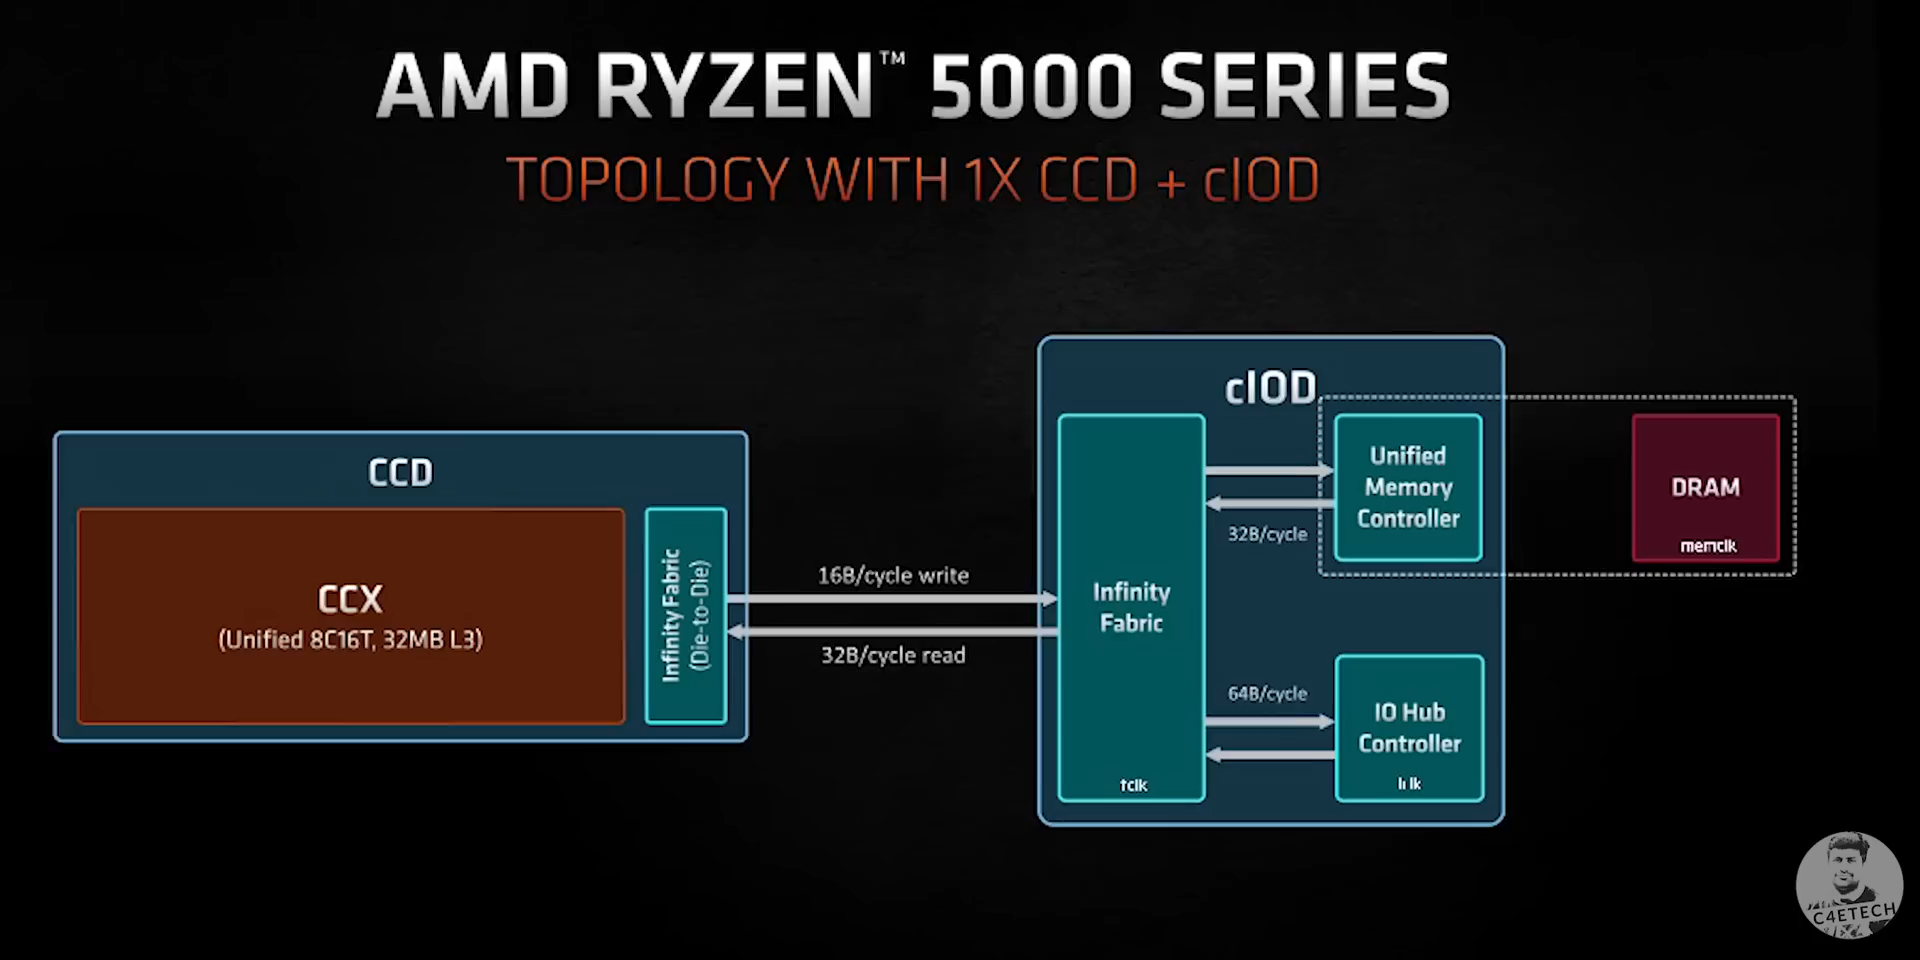 AMD RYZEN™ 5000 SERIES
TOPOLOGY WITH 1X CCD + cIOD
CCD
CCX
(Unified 8C16T, 32MB L3)
Infinity Fabric
(Die-to-Die)
16B/cycle write
32B/cycle read
cIOD
Infinity
Fabric
fclk
32B/cycle
64B/cycle
Unified
Memory
Controller
IO Hub
Controller
DRAM
memclk
C4ETECH